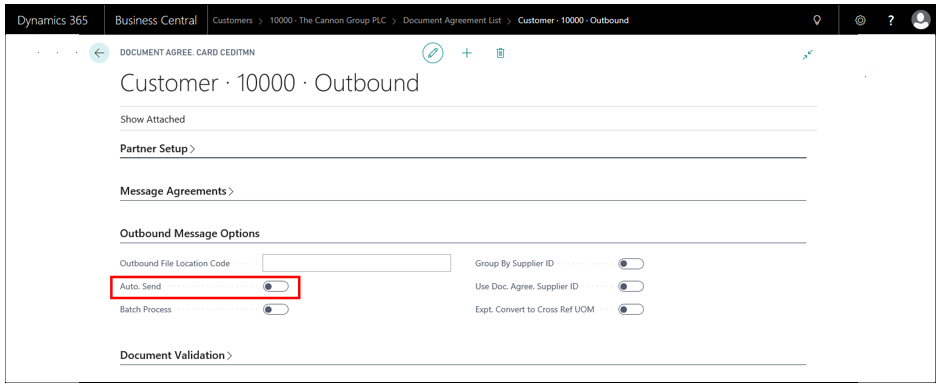 Dynamics 365 Business Central Customers > 10000 · The Cannon Group PLC > Document Agreement List > Customer · 10000 · Outbound ?
DOCUMENT AGREE. CARD CEDITMN
Customer · 10000 · Outbound
Show Attached
Partner Setup >
Message Agreements >
Outbound Message Options
Outbound File Location Code Group By Supplier ID
Auto. Send Use Doc. Agree. Supplier ID
Batch Process Expt. Convert to Cross Ref UOM
Document Validation >